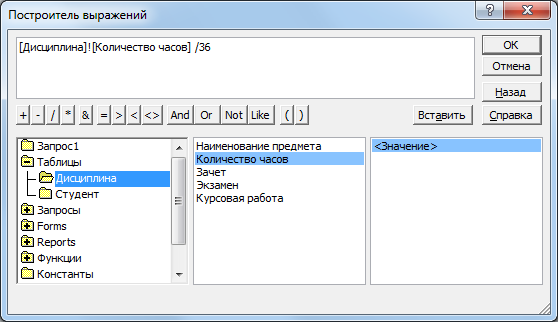 Построитель выражений
?
[Дисциплина]![Количество часов] /36
OK
Отмена
Назад
+ - / * & = > < <> And Or Not Like ( ) Вставить Справка
Запрос1
Таблицы
Дисциплина
Студент
Запросы
Forms
Reports
Функции
Константы
Наименование предмета
Количество часов
Зачет
Экзамен
Курсовая работа
<Значение>